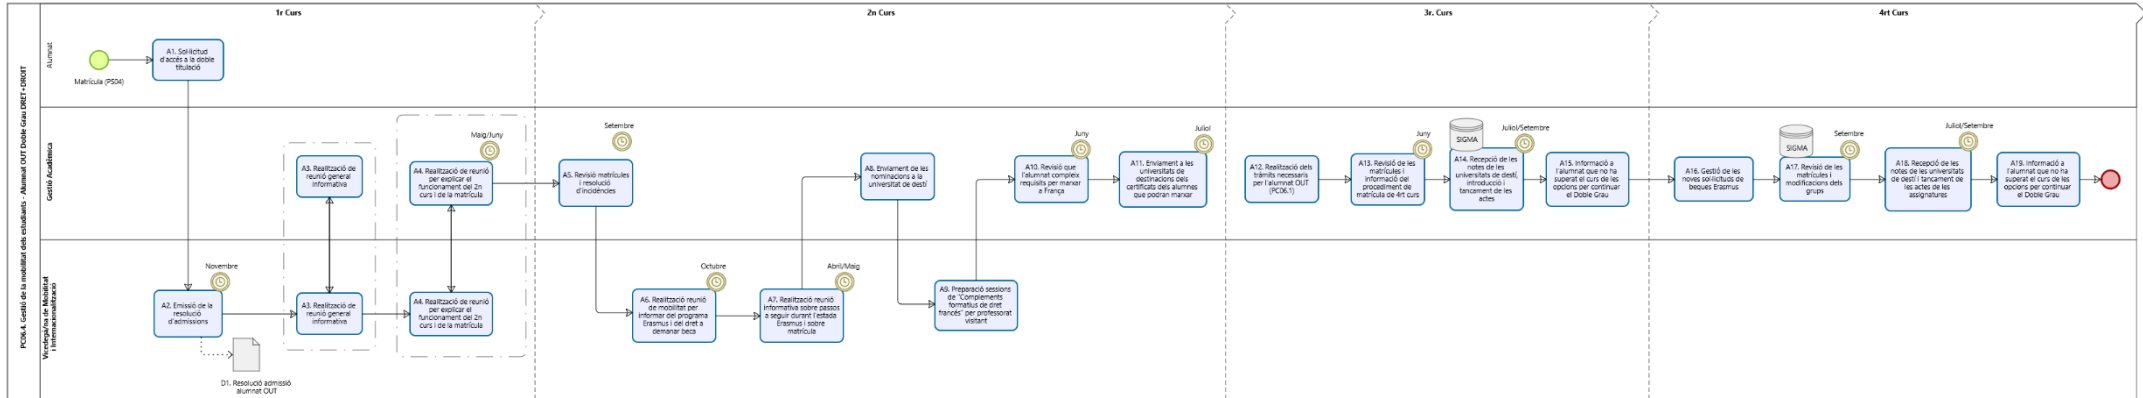 PC06.4. Gestió de la mobilitat dels estudiants - Alumnat OUT Doble Grau DRET+DROIT
1r Curs
2n Curs
3r. Curs
4rt Curs
Alumnat
Matrícula (PS04)
A1. Sol·licitud
d'accés a la doble
titulació
Gestió Acadèmica
A3. Realització de
reunió general
informativa
Maig/Juny
A4. Realització de reunió
per explicar el
funcionament del 2n
curs i de la matrícula
Setembre
A5. Revisió matrícules
i resolució
d'incidències
A8. Enviament de les
nominacions a la
universitat de destí
Juny
A10. Revisió que
l'alumnat compleix
requisits per marxar
a França
Juliol
A11. Enviament a les
universitats de
destinacions dels
certificats dels alumnes
que podran marxar
A12. Realització dels
tràmits necessaris
per l'alumnat OUT
(PC06.1)
Juny
A13. Revisió de les
matrícules i
informació del
procediment de
matrícula de 4rt curs
SIGMA
Juliol/Setembre
A14. Recepció de les
notes de les
universitats de destí,
introducció i
tancament de les
actes
A15. Informació a
l'alumnat que no ha
superat el curs de les
opcions per continuar
el Doble Grau
A16. Gestió de les
noves sol·licituds de
beques Erasmus
SIGMA
Setembre
A17. Revisió de les
matrícules i
modificacions dels
grups
Juliol/Setembre
A18. Recepció de les
notes de les universitats
de destí i tancament de
les actes de les
assignatures
A19. Informació a
l'alumnat que no ha
superat el curs de les
opcions per continuar
el Doble Grau
Vicedegà/na de Mobilitat
i Internacionalització
Novembre
A2. Emissió de la
resolució
d'admissions
D1. Resolució admissió
alumnat OUT
A3. Realització de
reunió general
informativa
A4. Realització de reunió
per explicar el
funcionament del 2n
curs i de la matrícula
Octubre
A6. Realització reunió
de mobilitat per
informar del programa
Erasmus i del dret a
demanar beca
Abril/Maig
A7. Realització reunió
informativa sobre passos
a seguir durant l'estada
Erasmus i sobre
matrícula
A9. Preparació sessions
de "Complements
formatius de dret
francés" per professorat
visitant